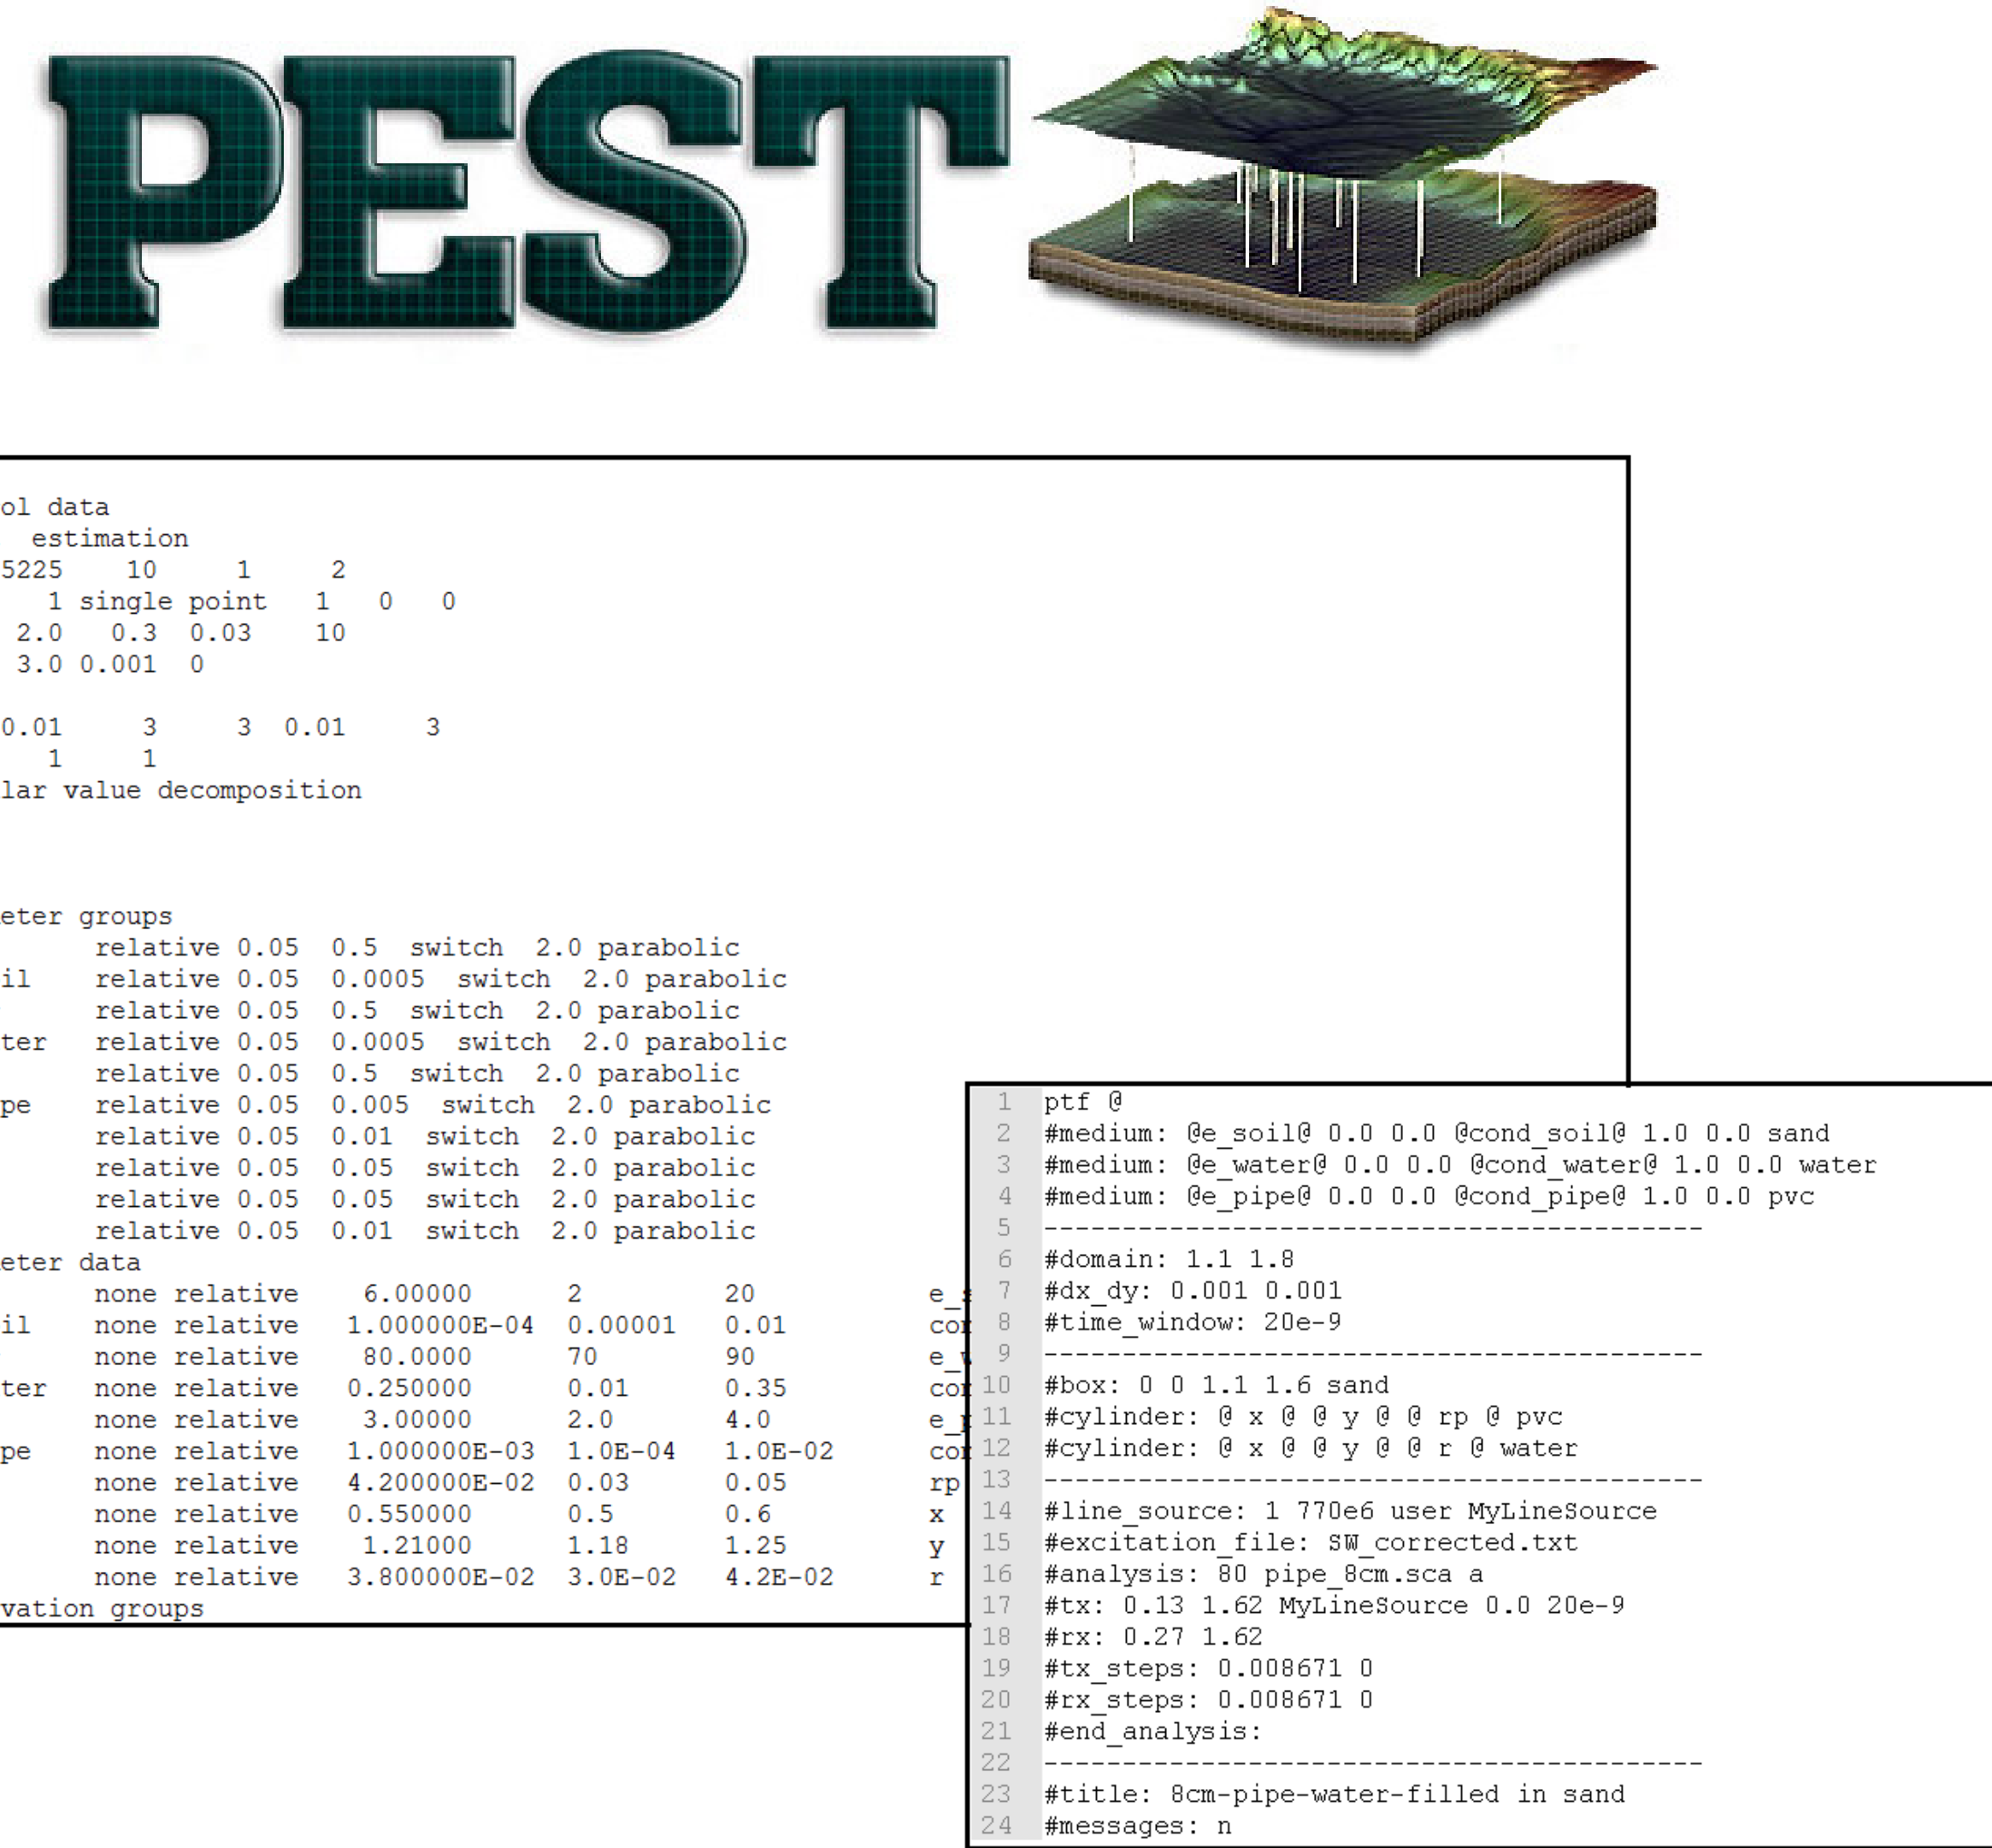 PEST
ol data
estimation
5225 10 1 2
1 single point 1 0 0
2.0 0.3 0.03 10
3.0 0.001 0
0.01 3 3 0.01 3
1 1
lar value decomposition
eter groups
relative 0.05 0.5 switch 2.0 parabolic
il relative 0.05 0.0005 switch 2.0 parabolic
relative 0.05 0.5 switch 2.0 parabolic
ter relative 0.05 0.0005 switch 2.0 parabolic
relative 0.05 0.5 switch 2.0 parabolic
pe relative 0.05 0.005 switch 2.0 parabolic
relative 0.05 0.01 switch 2.0 parabolic
relative 0.05 0.05 switch 2.0 parabolic
relative 0.05 0.05 switch 2.0 parabolic
relative 0.05 0.01 switch 2.0 parabolic
eter data
none relative 6.00000 2 20 e_s
il none relative 1.000000E-04 0.00001 0.01 co
none relative 80.0000 70 90 e_
ter none relative 0.250000 0.01 0.35 co
none relative 3.00000 2.0 4.0 e_p
pe none relative 1.000000E-03 1.0E-04 1.0E-02 co
none relative 4.200000E-02 0.03 0.05 rp
none relative 0.550000 0.5 0.6 x
none relative 1.21000 1.18 1.25 y
none relative 3.800000E-02 3.0E-02 4.2E-02 r
vation groups
1 ptf @
2 #medium: @e_soil@ 0.0 0.0 @cond_soil@ 1.0 0.0 sand
3 #medium: @e_water@ 0.0 0.0 @cond_water@ 1.0 0.0 water
4 #medium: @e_pipe@ 0.0 0.0 @cond_pipe@ 1.0 0.0 pvc
5 ------------------------------------------
6 #domain: 1.1 1.8
7 #dx_dy: 0.001 0.001
8 #time_window: 20e-9
9 ------------------------------------------
10 #box: 0 0 1.1 1.6 sand
11 #cylinder: @ x @ @ y @ @ rp @ pvc
12 #cylinder: @ x @ @ y @ @ r @ water
13 ------------------------------------------
14 #line_source: 1 770e6 user MyLineSource
15 #excitation_file: SW_corrected.txt
16 #analysis: 80 pipe_8cm.sca a
17 #tx: 0.13 1.62 MyLineSource 0.0 20e-9
18 #rx: 0.27 1.62
19 #tx_steps: 0.008671 0
20 #rx_steps: 0.008671 0
21 #end_analysis:
22 ------------------------------------------
23 #title: 8cm-pipe-water-filled in sand
24 #messages: n